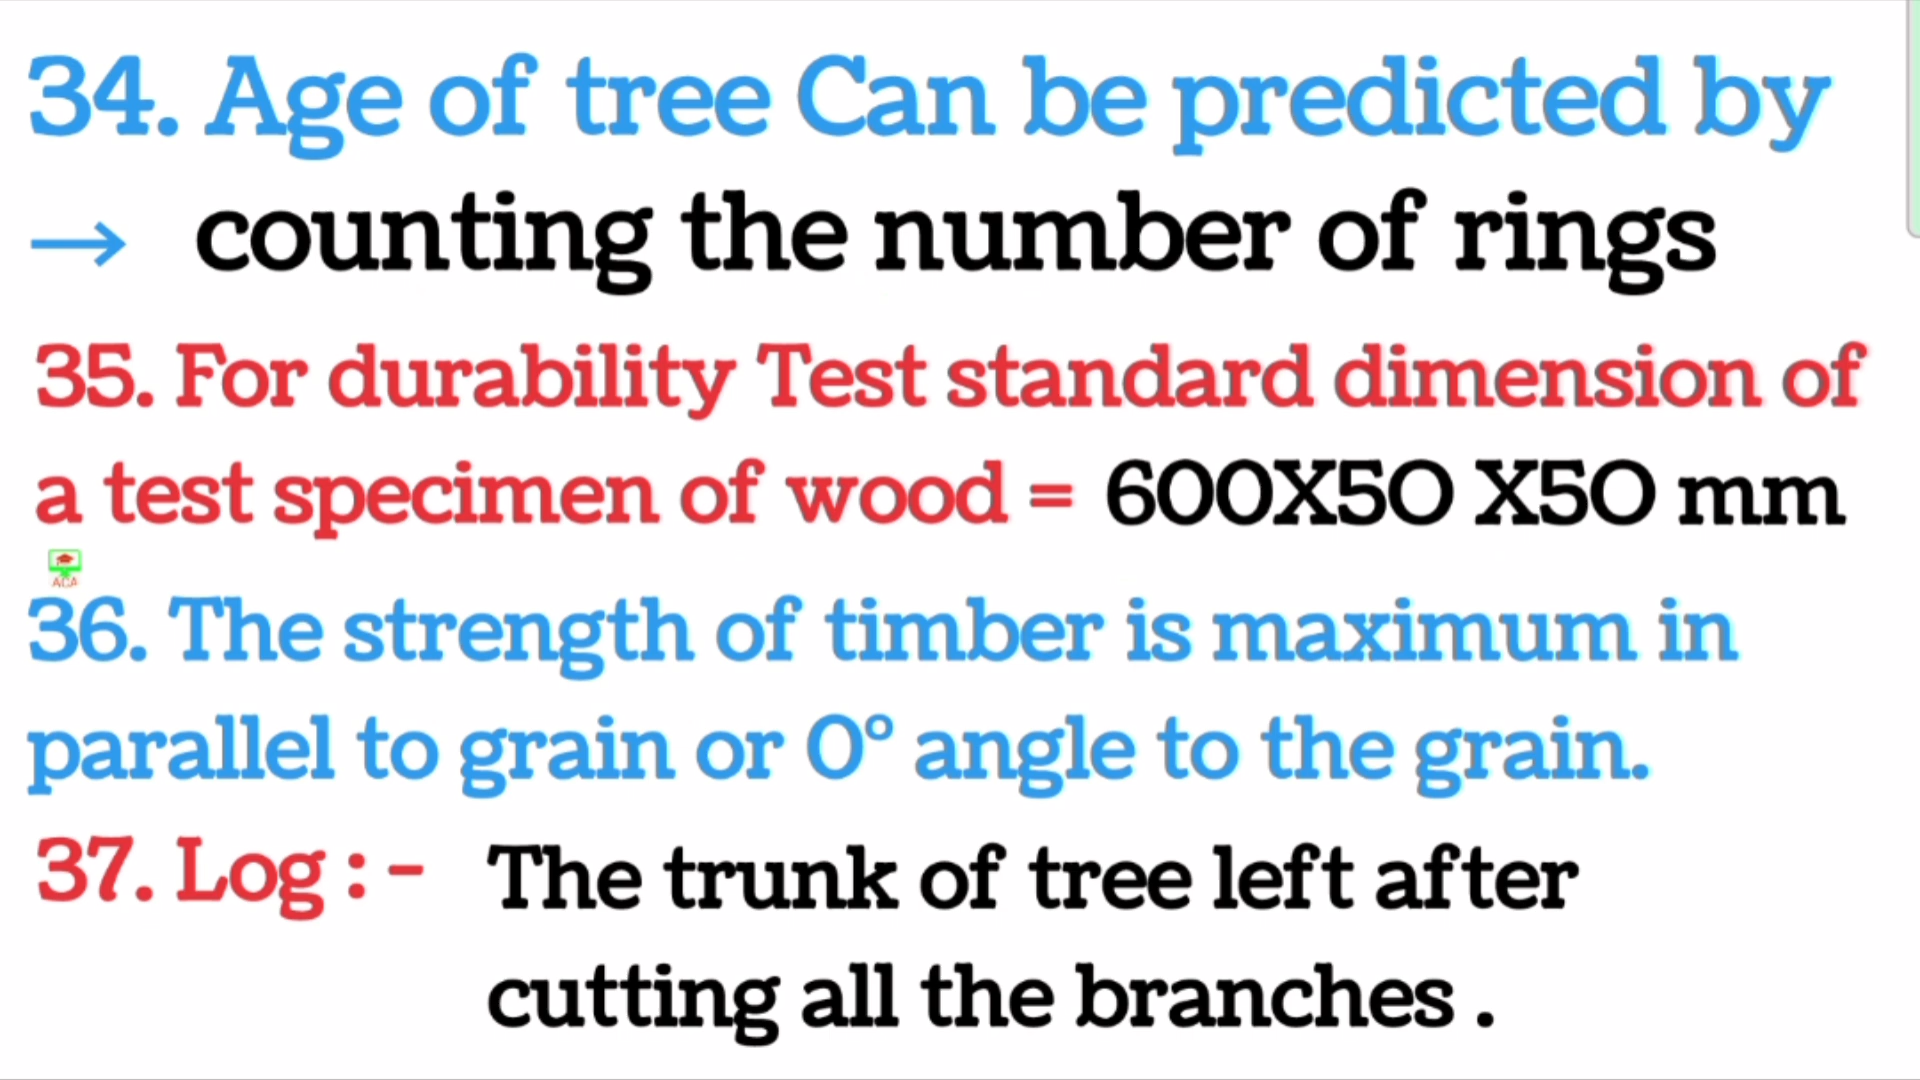 34. Age of tree Can be predicted by
→ counting the number of rings
35. For durability Test standard dimension of
a test specimen of wood = 600X50 X50 mm
ACA
36. The strength of timber is maximum in
parallel to grain or 0° angle to the grain.
37. Log : - The trunk of tree left after
cutting all the branches .